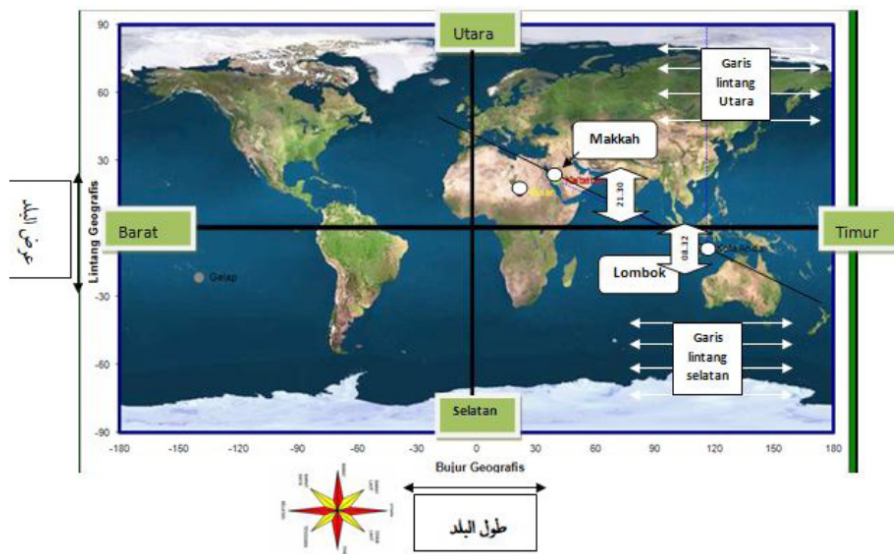 90
Utara
Garis
lintang
Utara
60
Makkah
30
21.30
عرض البلد
Lintang Geografis
Barat
0
Timur
08.32
Lombok
Gelap
-30
Garis
lintang
selatan
-60
Selatan
-90
-180
-150
-120
-90
-60
-30
0
30
60
90
120
150
180
Bujur Geografis
طول البلد